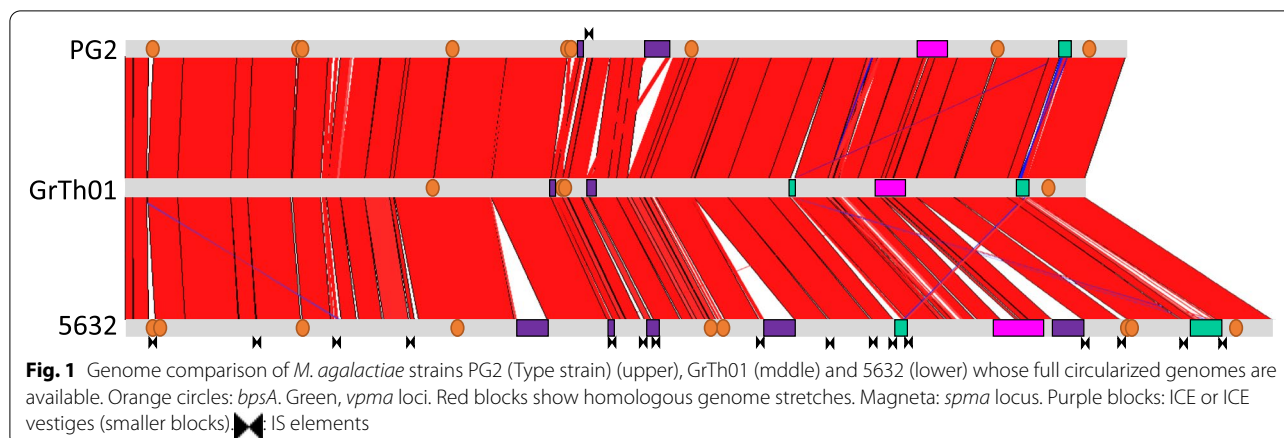 PG2
GrTh01
5632
Fig. 1 Genome comparison of M. agalactiae strains PG2 (Type strain) (upper), GrTh01 (mddle) and 5632 (lower) whose full circularized genomes are
available. Orange circles: bpsA. Green, vpma loci. Red blocks show homologous genome stretches. Magneta: spma locus. Purple blocks: ICE or ICE
vestiges (smaller blocks). : IS elements